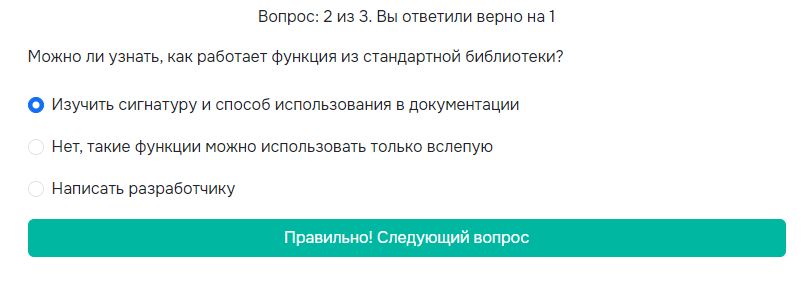 Вопрос: 2 из 3. Вы ответили верно на 1
Можно ли узнать, как работает функция из стандартной библиотеки?
Изучить сигнатуру и способ использования в документации
Нет, такие функции можно использовать только вслепую
Написать разработчику
Правильно! Следующий вопрос